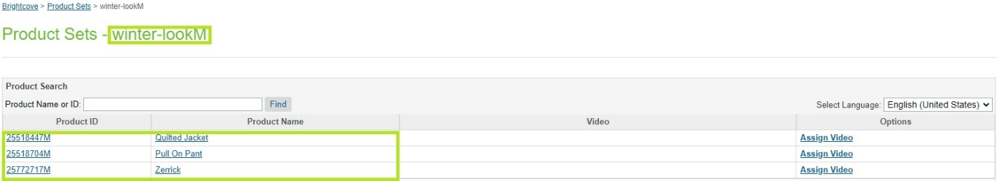 Brightcove > Product Sets > winter-lookM
Product Sets - winter-lookM
Product Search
Product Name or ID: Find Select Language: English (United States)
Product ID Product Name Video Options
25518447M Quilted Jacket Assign Video
25518704M Pull On Pant Assign Video
25772717M Zerrick Assign Video